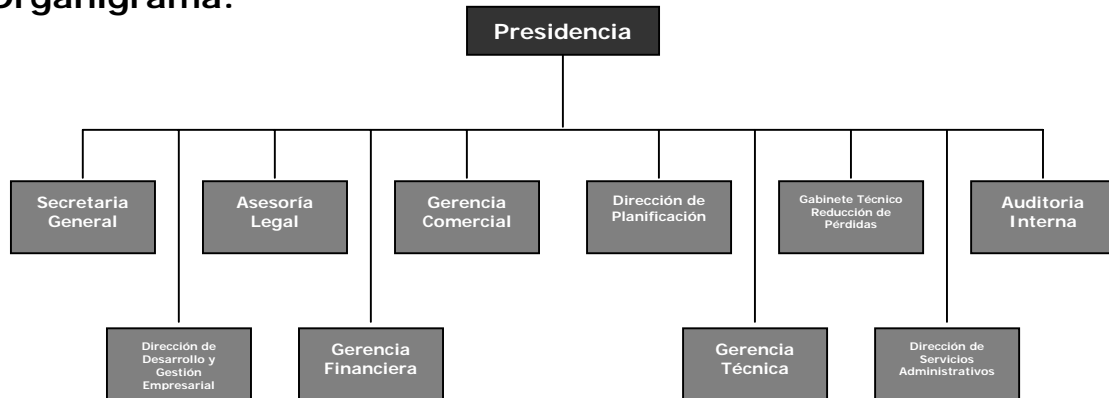 Organigrama:
Presidencia
Secretaria
General
Asesoría
Legal
Gerencia
Comercial
Dirección de
Planificación
Gabinete Técnico
Reducción de
Pérdidas
Auditoria
Interna
Dirección de
Desarrollo y
Gestión
Empresarial
Gerencia
Financiera
Gerencia
Técnica
Dirección de
Servicios
Administrativos